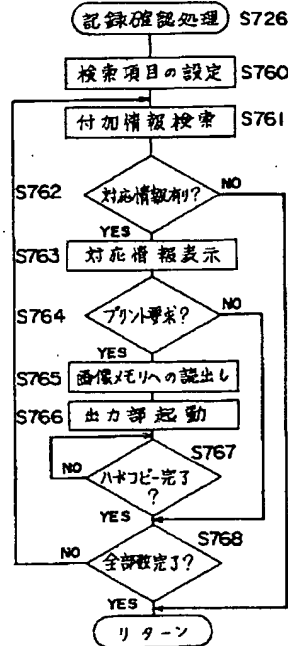 記録確認処理 S726
検索項目の設定 S760
付加情報検索 S761
S762 対応情報有り? NO
YES
S763 対応情報表示
S764 プリント要求? NO
YES
S765 画像メモリへの読出し
S766 出力部起動
S767
NO ハードコピー完了
?
YES
S768
NO 全部数完了?
YES
リターン